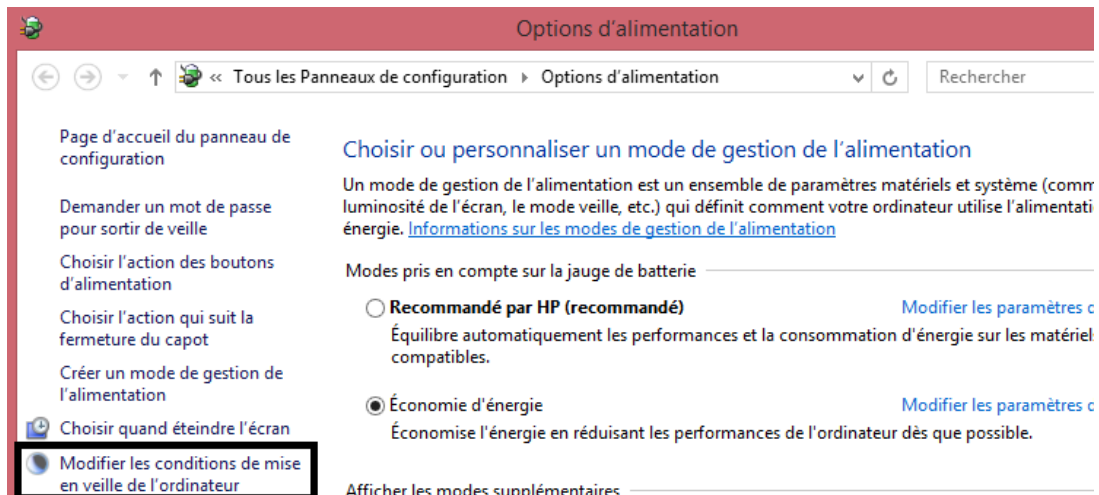 Options d'alimentation
« Tous les Panneaux de configuration Options d'alimentation
Rechercher
Page d'accueil du panneau de
configuration
Demander un mot de passe
pour sortir de veille
Choisir l'action des boutons
d'alimentation
Choisir l'action qui suit la
fermeture du capot
Créer un mode de gestion de
l'alimentation
Choisir quand éteindre l'écran
Modifier les conditions de mise
en veille de l'ordinateur
Choisir ou personnaliser un mode de gestion de l'alimentation
Un mode de gestion de l'alimentation est un ensemble de paramètres matériels et système (comm
luminosité de l'écran, le mode veille, etc.) qui définit comment votre ordinateur utilise l'alimentati
énergie. Informations sur les modes de gestion de l'alimentation
Modes pris en compte sur la jauge de batterie
Recommandé par HP (recommandé) Modifier les paramètres
Équilibre automatiquement les performances et la consommation d'énergie sur les matériel
compatibles.
Économie d'énergie Modifier les paramètres
Économise l'énergie en réduisant les performances de l'ordinateur dès que possible.
Afficher les modes supplémentaires